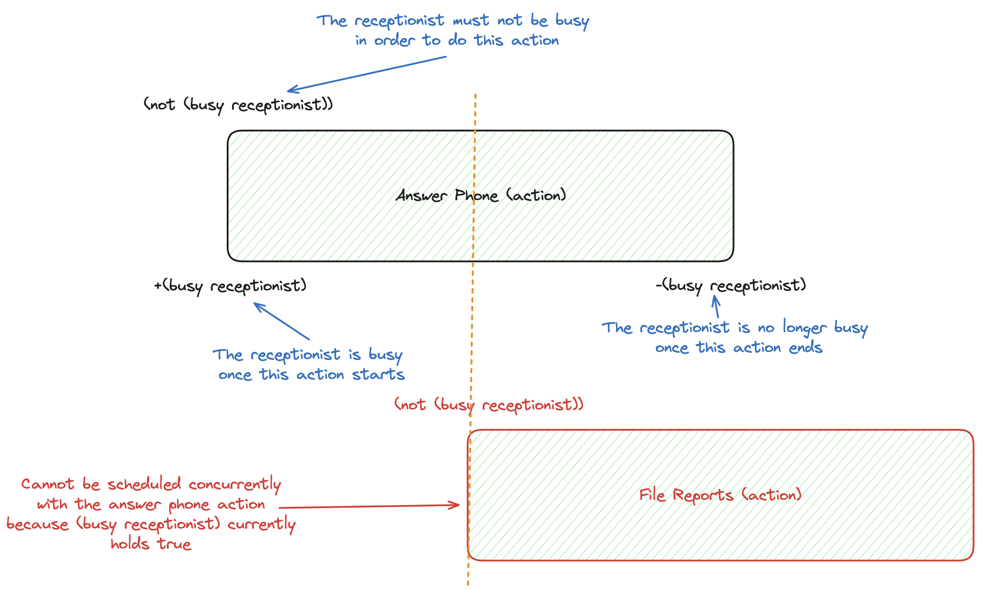 The receptionist must not be busy
in order to do this action
(not (busy receptionist))
Answer Phone (action)
+(busy receptionist)
-(busy receptionist)
The receptionist is no longer busy
once this action ends
The receptionist is busy
once this action starts
(not (busy receptionist))
Cannot be scheduled concurrently
with the answer phone action
because (busy receptionist) currently
holds true
File Reports (action)